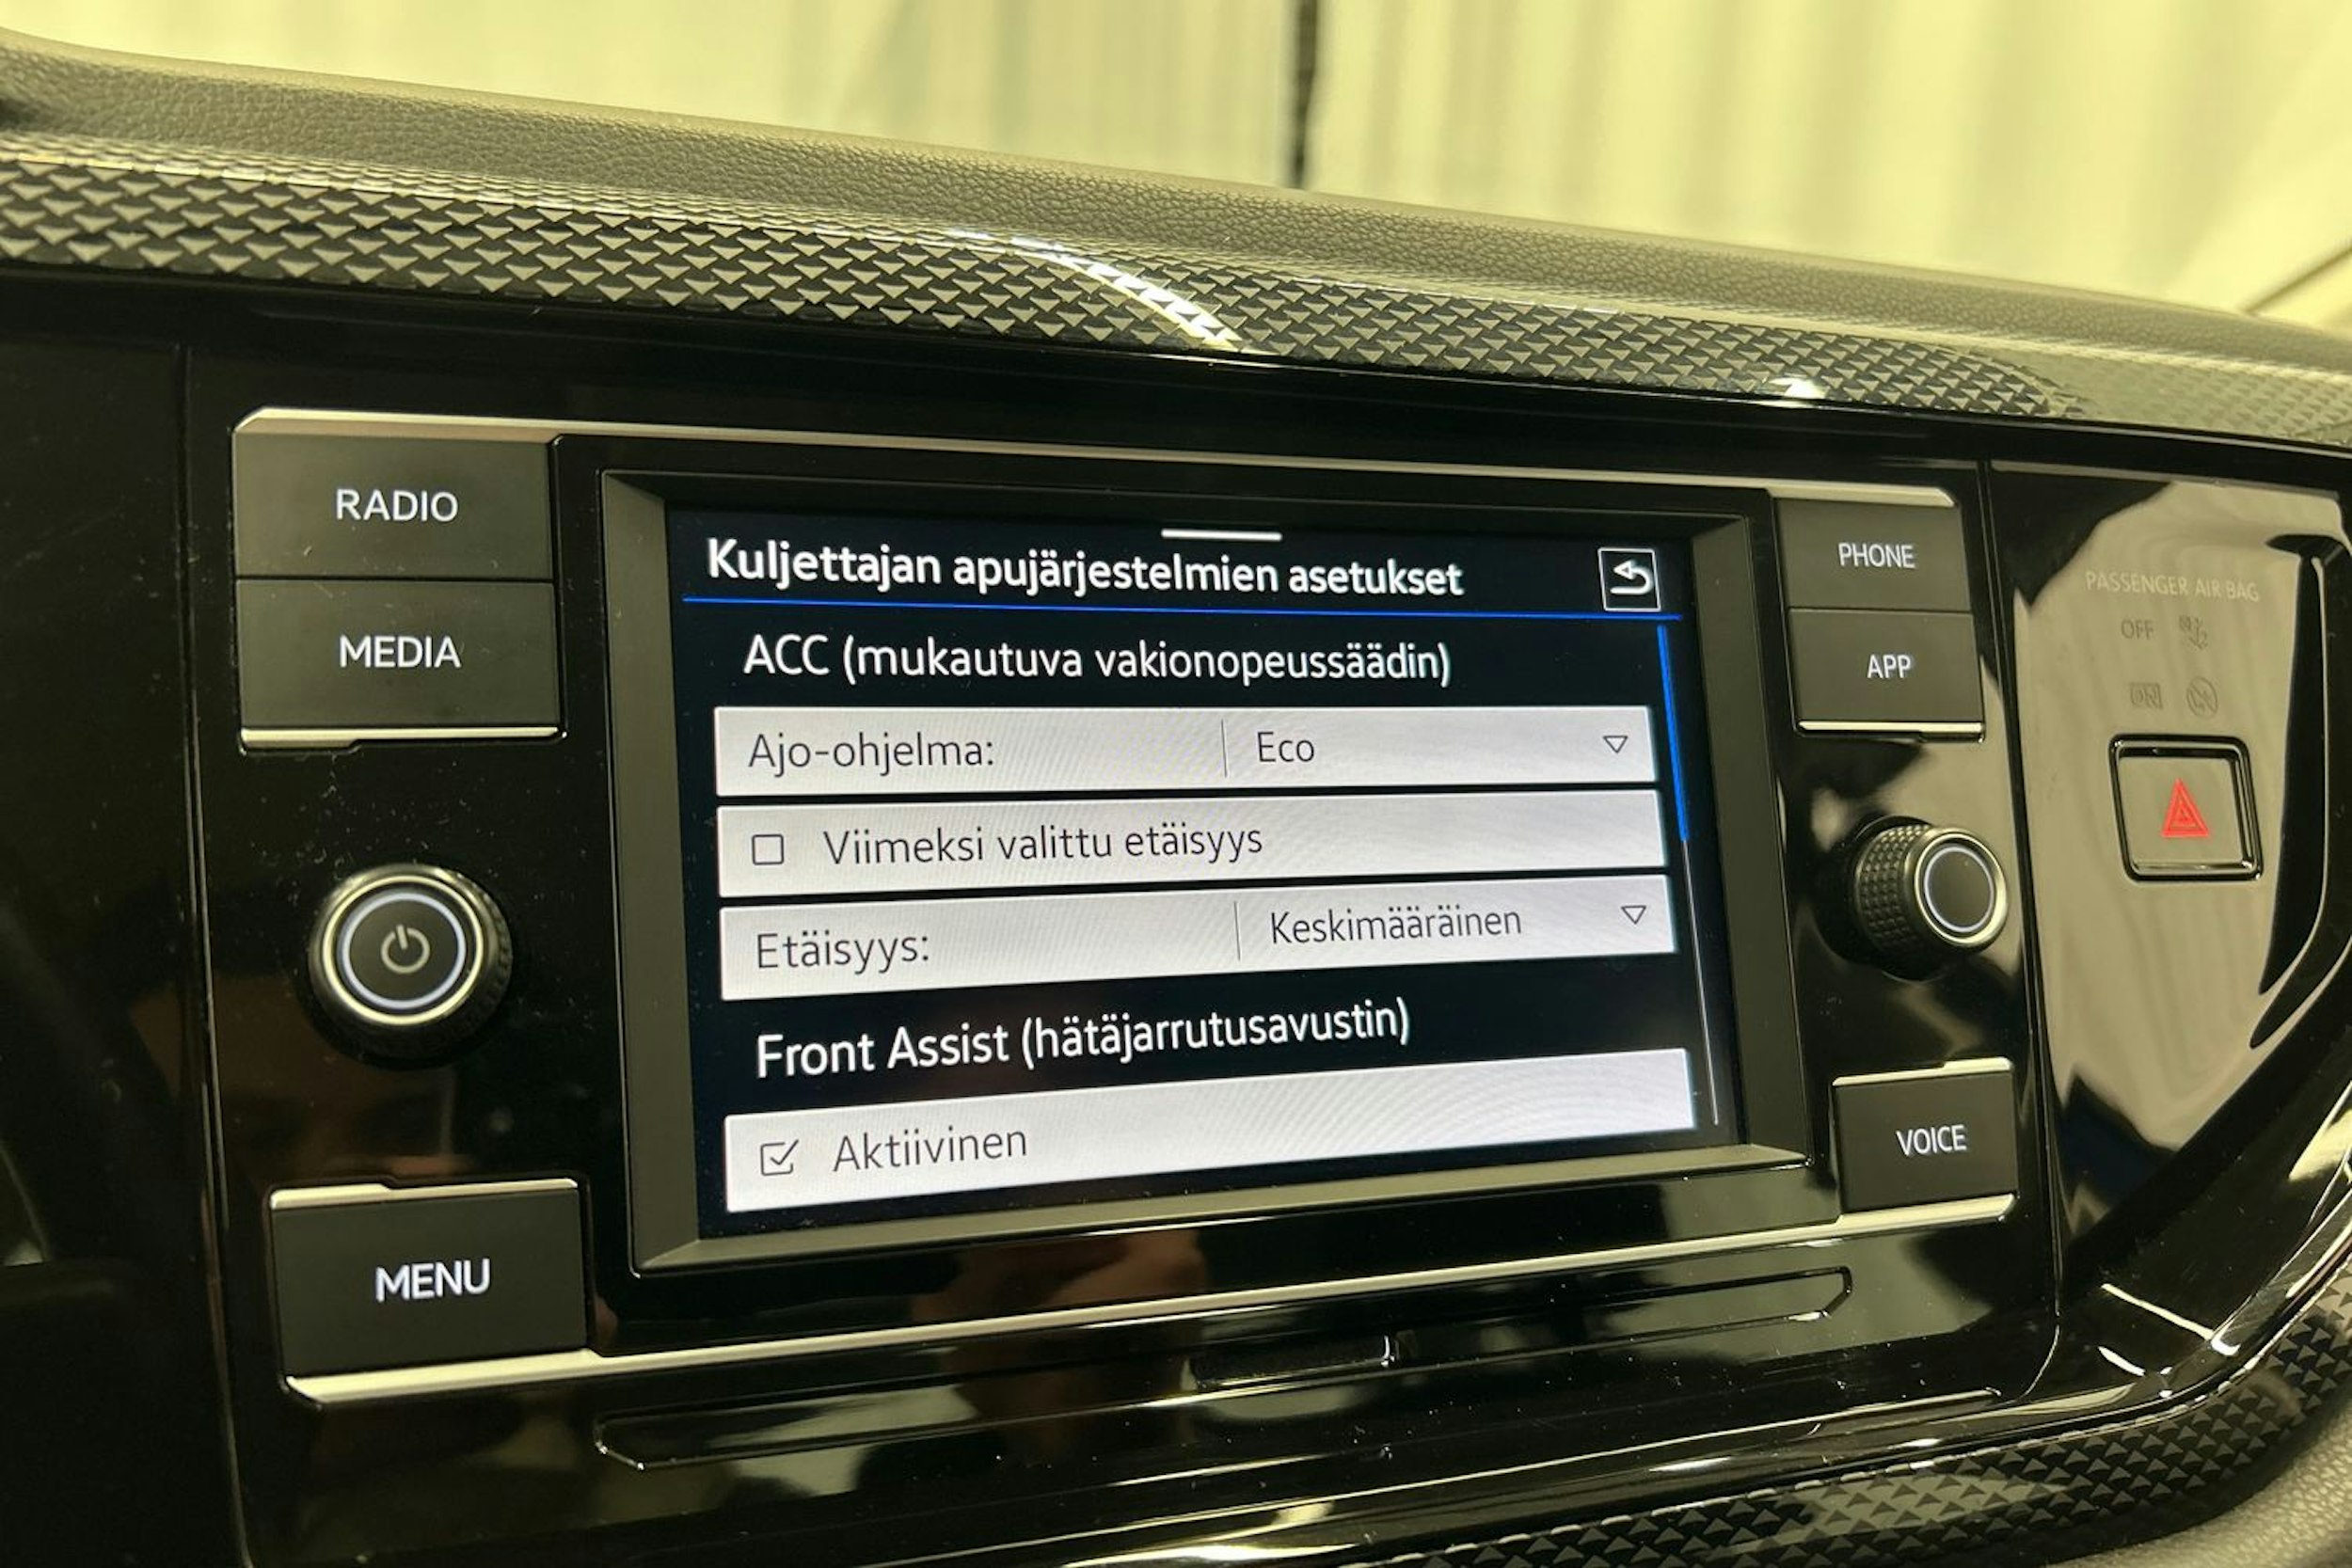 RADIO
MEDIA
MENU
Kuljettajan apujärjestelmien asetukset
ACC (mukautuva vakionopeussäädin)
Ajo-ohjelma: Eco
Viimeksi valittu etäisyys
Etäisyys: Keskimääräinen
Front Assist (hätäjarrutusavustin)
Aktiivinen
PHONE
APP
VOICE
PASSENGER AIR BAG
OFF
ON